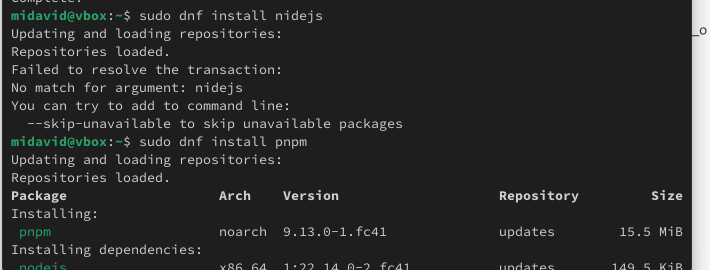 Complete.
midavid@vbox:~$ sudo dnf install nidejs
Updating and loading repositories:
Repositories loaded.
Failed to resolve the transaction:
No match for argument: nidejs
You can try to add to command line:
  --skip-unavailable to skip unavailable packages
midavid@vbox:~$ sudo dnf install pnpm
Updating and loading repositories:
Repositories loaded.
Package Arch Version Repository Size
Installing:
 pnpm noarch 9.13.0-1.fc41 updates 15.5 MiB
Installing dependencies:
 nodejs x86_64 1:22.14.0-2.fc41 updates 149.5 KiB
_o